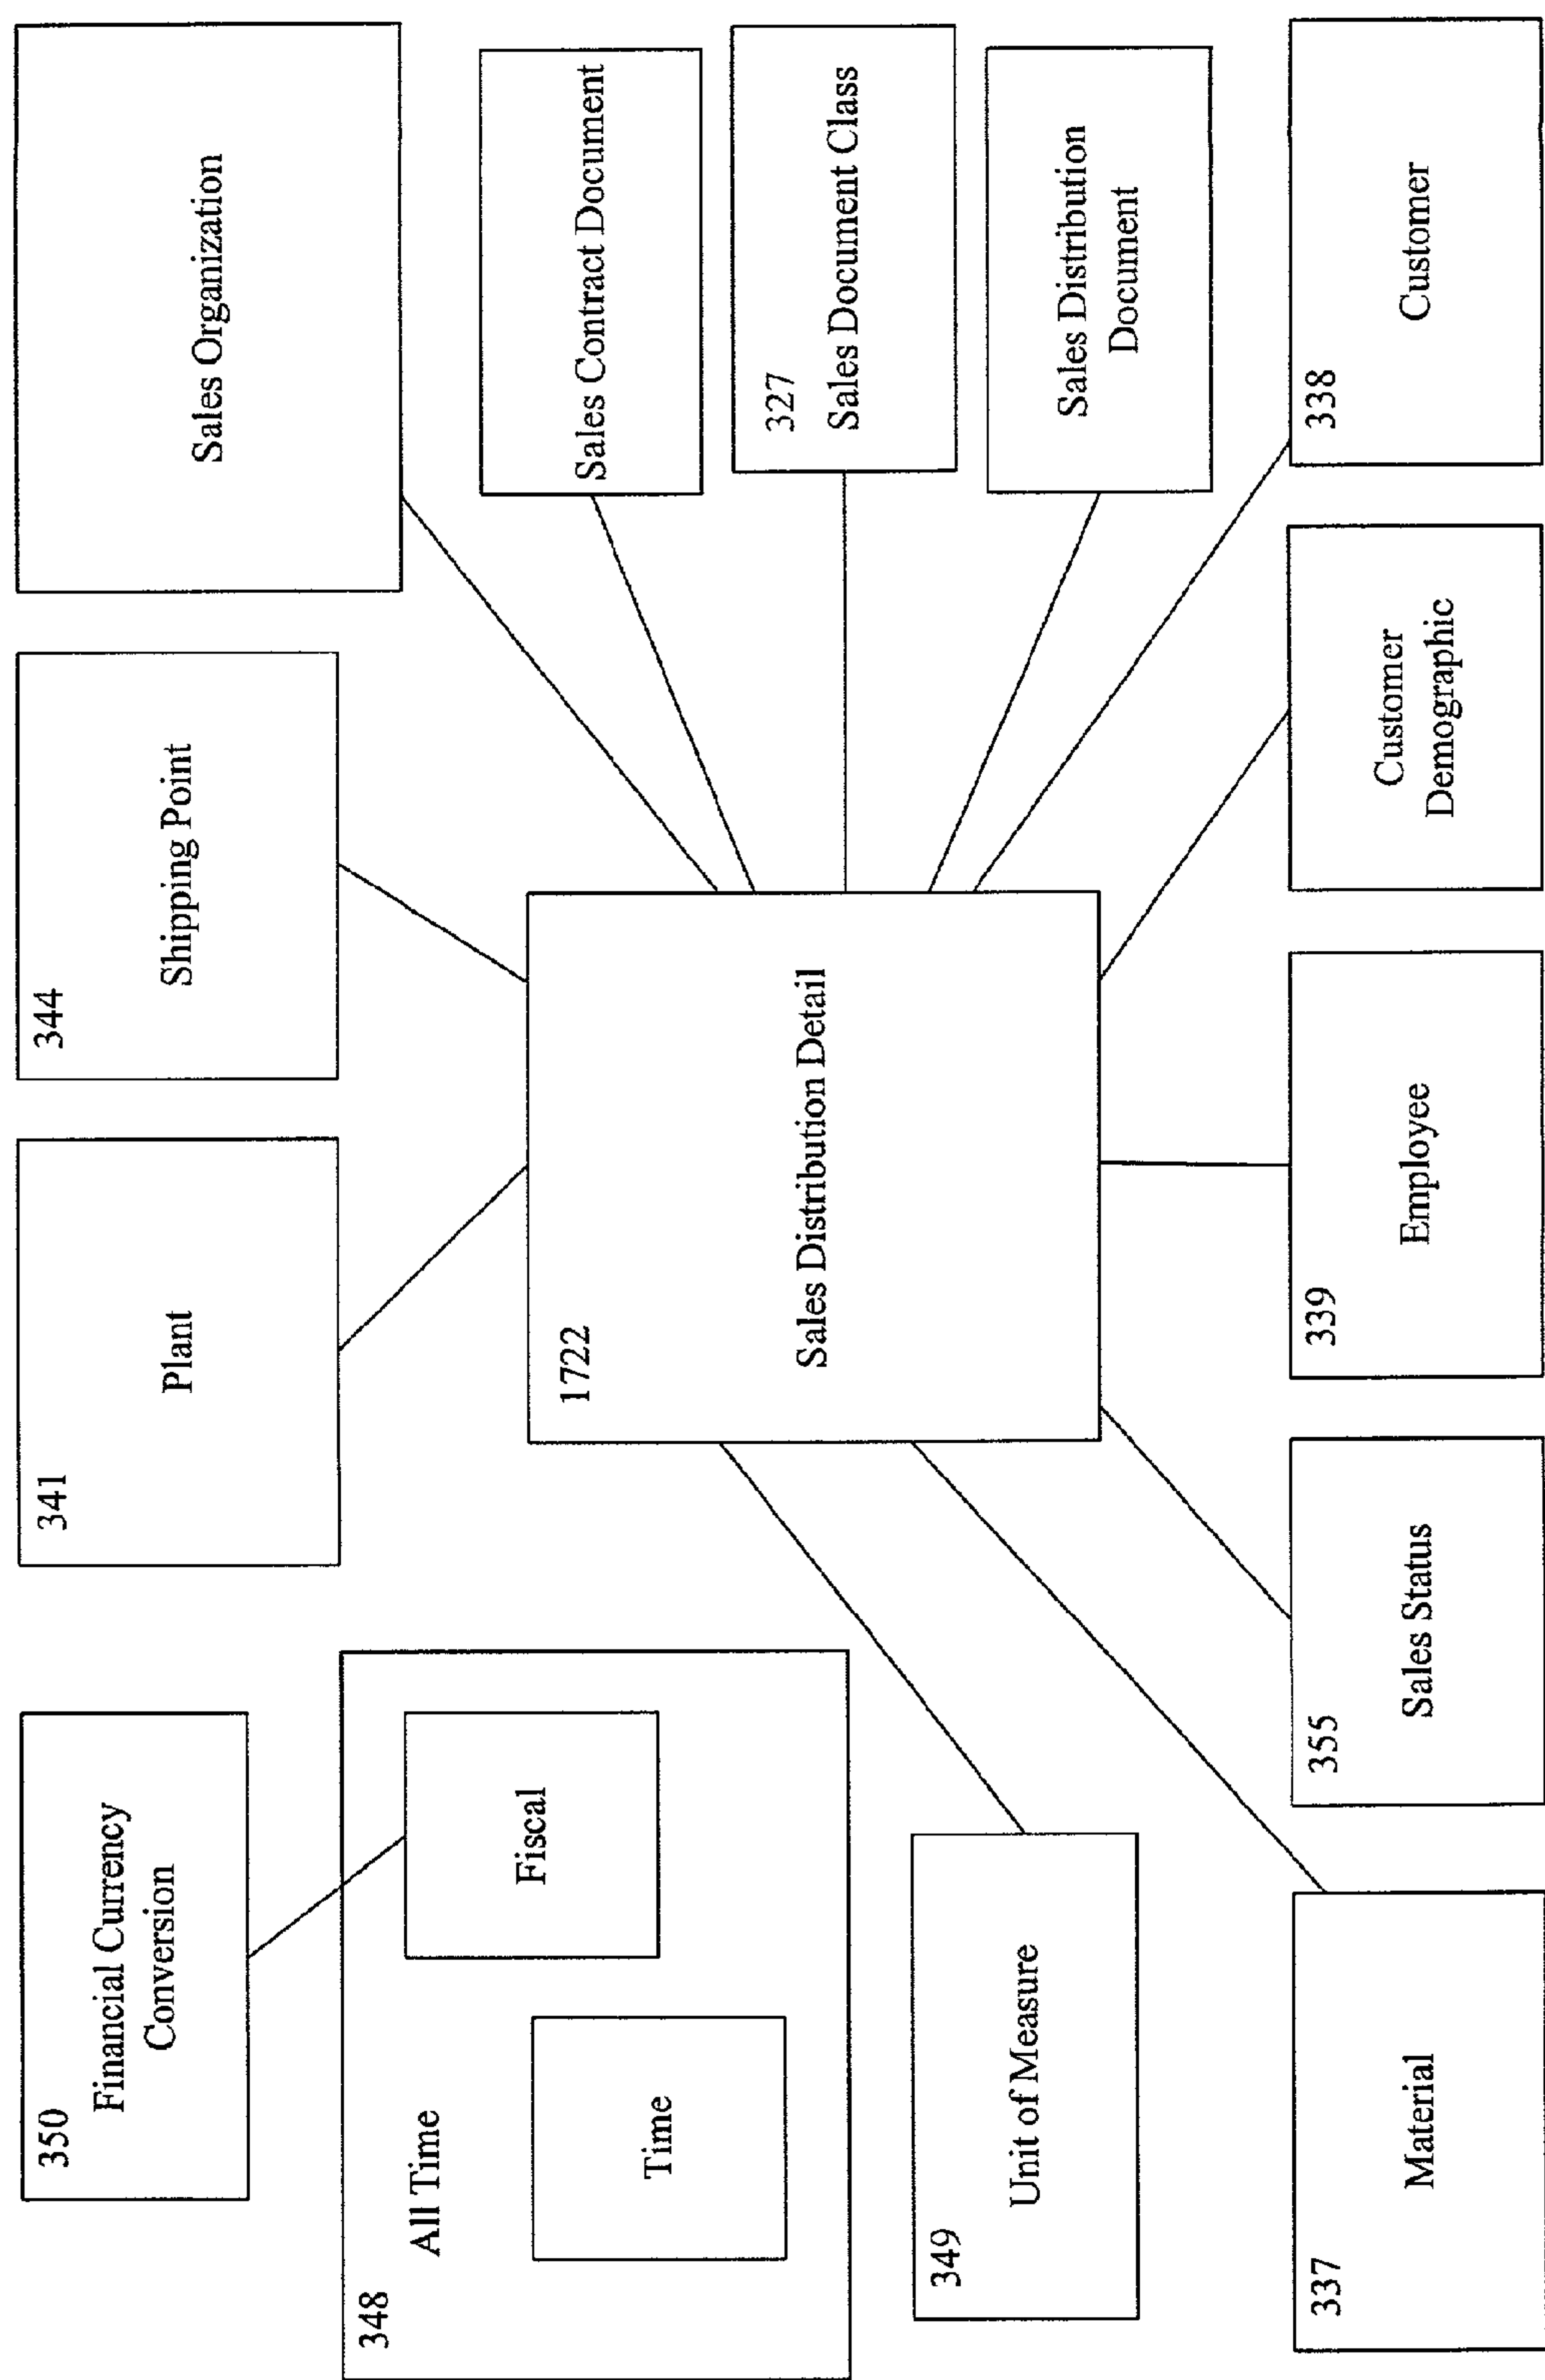 350
Financial Currency
Conversion
341
Plant
344
Shipping Point
Sales Organization
348
All Time
Time
Fiscal
1722
Sales Distribution Detail
Sales Contract Document
327
Sales Document Class
Sales Distribution
Document
349
Unit of Measure
337
Material
355
Sales Status
339
Employee
Customer
Demographic
338
Customer